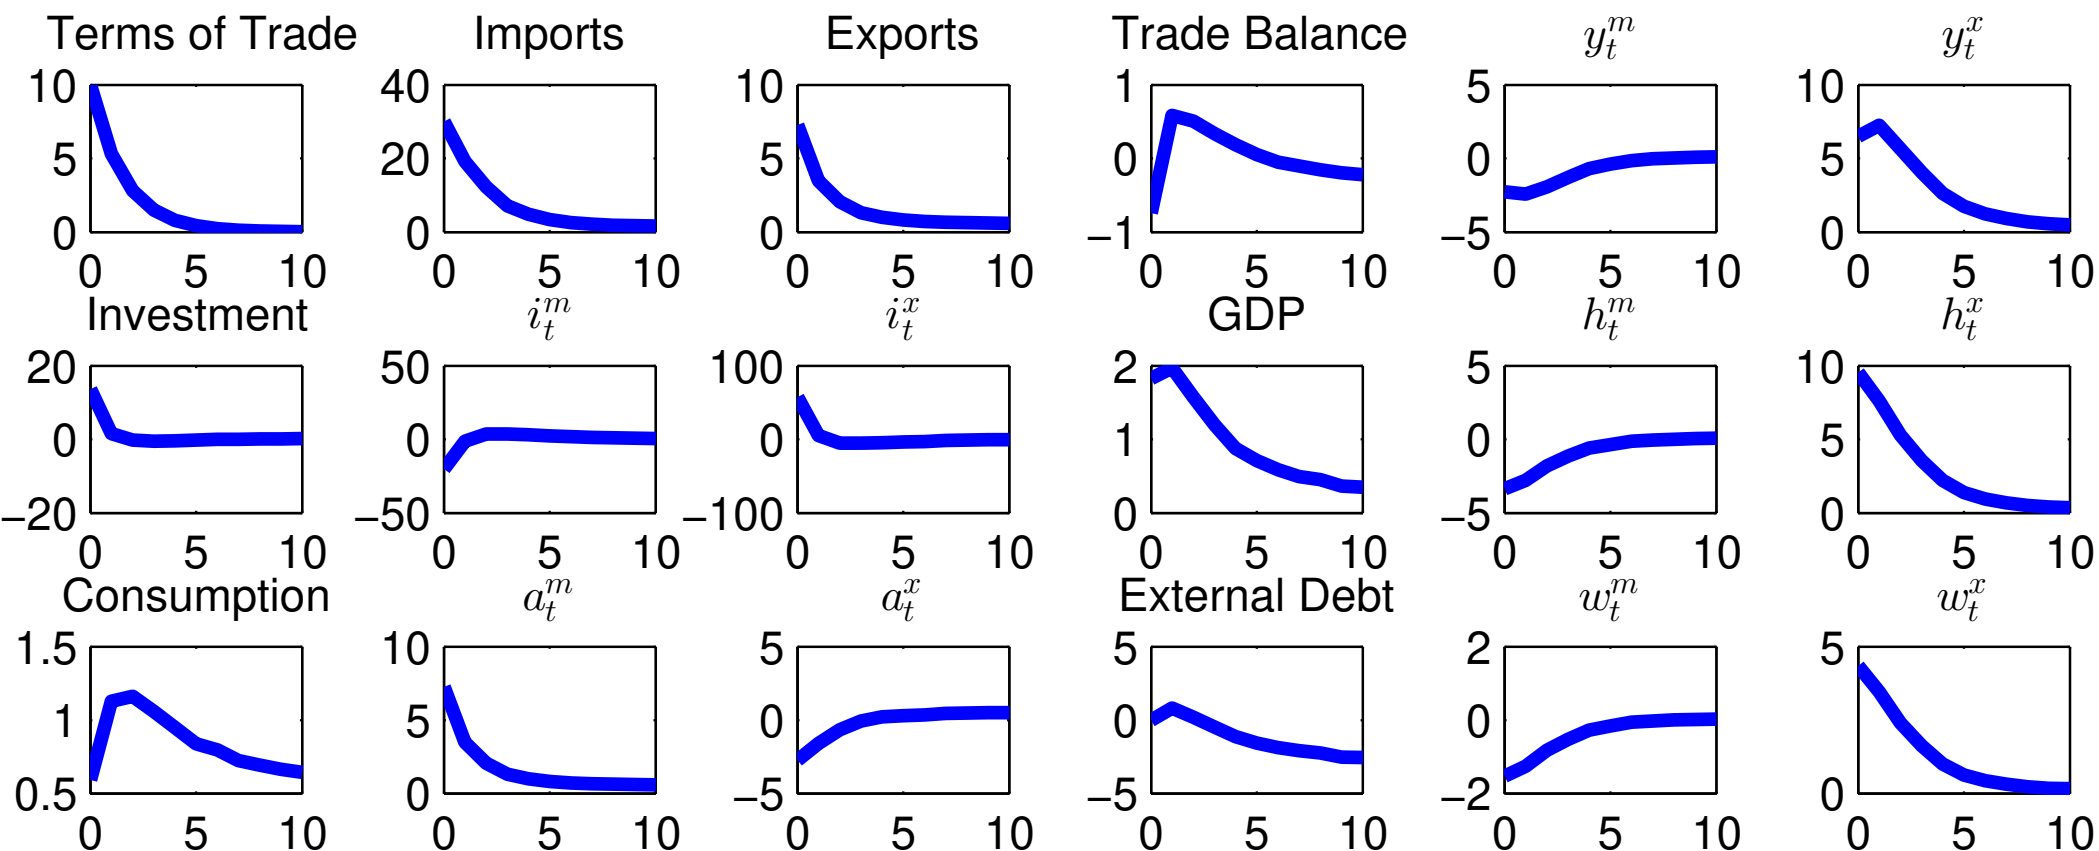 Terms of Trade Imports Exports Trade Balance $y_t^m$ $y_t^x$
10 40 10 1 5 10
5 20 5 0 0 5
0 0 0 −1 −5 0
0 5 10 0 5 10 0 5 10 0 5 10 0 5 10 0 5 10
Investment $i_t^m$ $i_t^x$ GDP $h_t^m$ $h_t^x$
20 50 100 2 5 10
0 0 0 1 0 5
−20 −50 −100 0 −5 0
0 5 10 0 5 10 0 5 10 0 5 10 0 5 10 0 5 10
Consumption $a_t^m$ $a_t^x$ External Debt $w_t^m$ $w_t^x$
1.5 10 5 5 2 5
1 5 0 0 0
0.5 0 −5 −5 −2 0
0 5 10 0 5 10 0 5 10 0 5 10 0 5 10 0 5 10